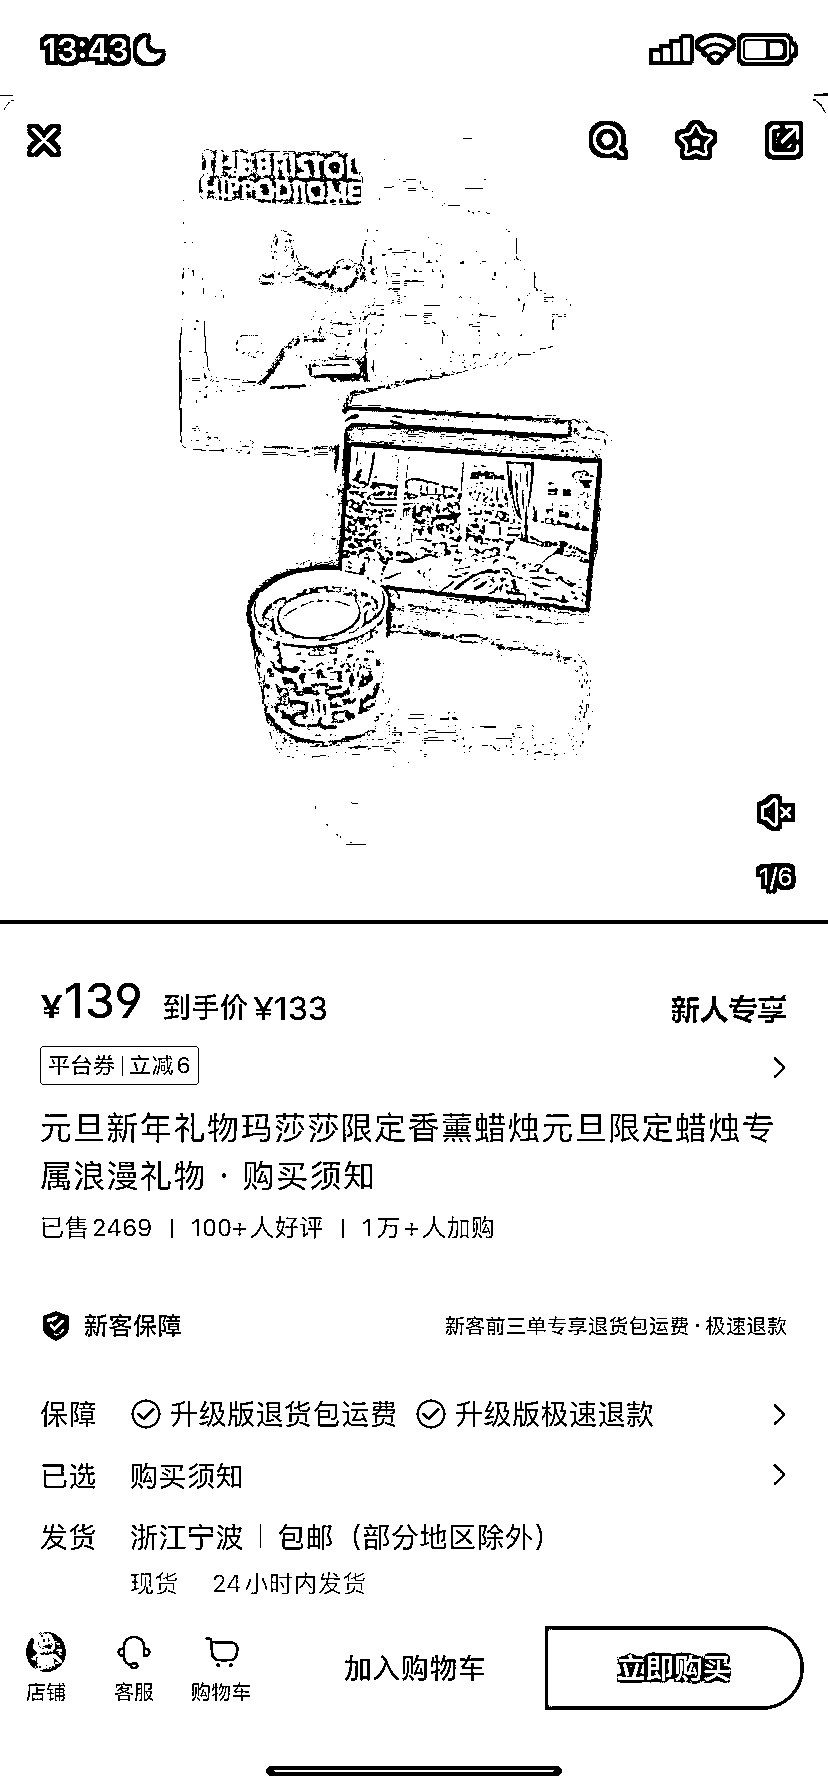 13:43
THE BRISTOL
HIPPODROME
1/6
¥139 到手价¥133 新人专享
平台券|立减6
元旦新年礼物玛莎莎限定香薰蜡烛元旦限定蜡烛专
属浪漫礼物·购买须知
已售2469 | 100+人好评 | 1万+人加购
新客保障 新客前三单专享退货包运费·极速退款
保障 升级版退货包运费 升级版极速退款
已选 购买须知
发货 浙江宁波 | 包邮（部分地区除外）
现货 24小时内发货
店铺 客服 购物车 加入购物车 立即购买